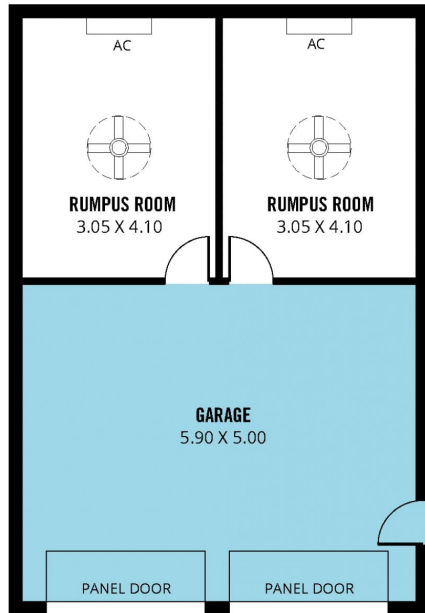 AC
AC
RUMPUS ROOM
3.05 X 4.10
RUMPUS ROOM
3.05 X 4.10
GARAGE
5.90 X 5.00
PANEL DOOR
PANEL DOOR